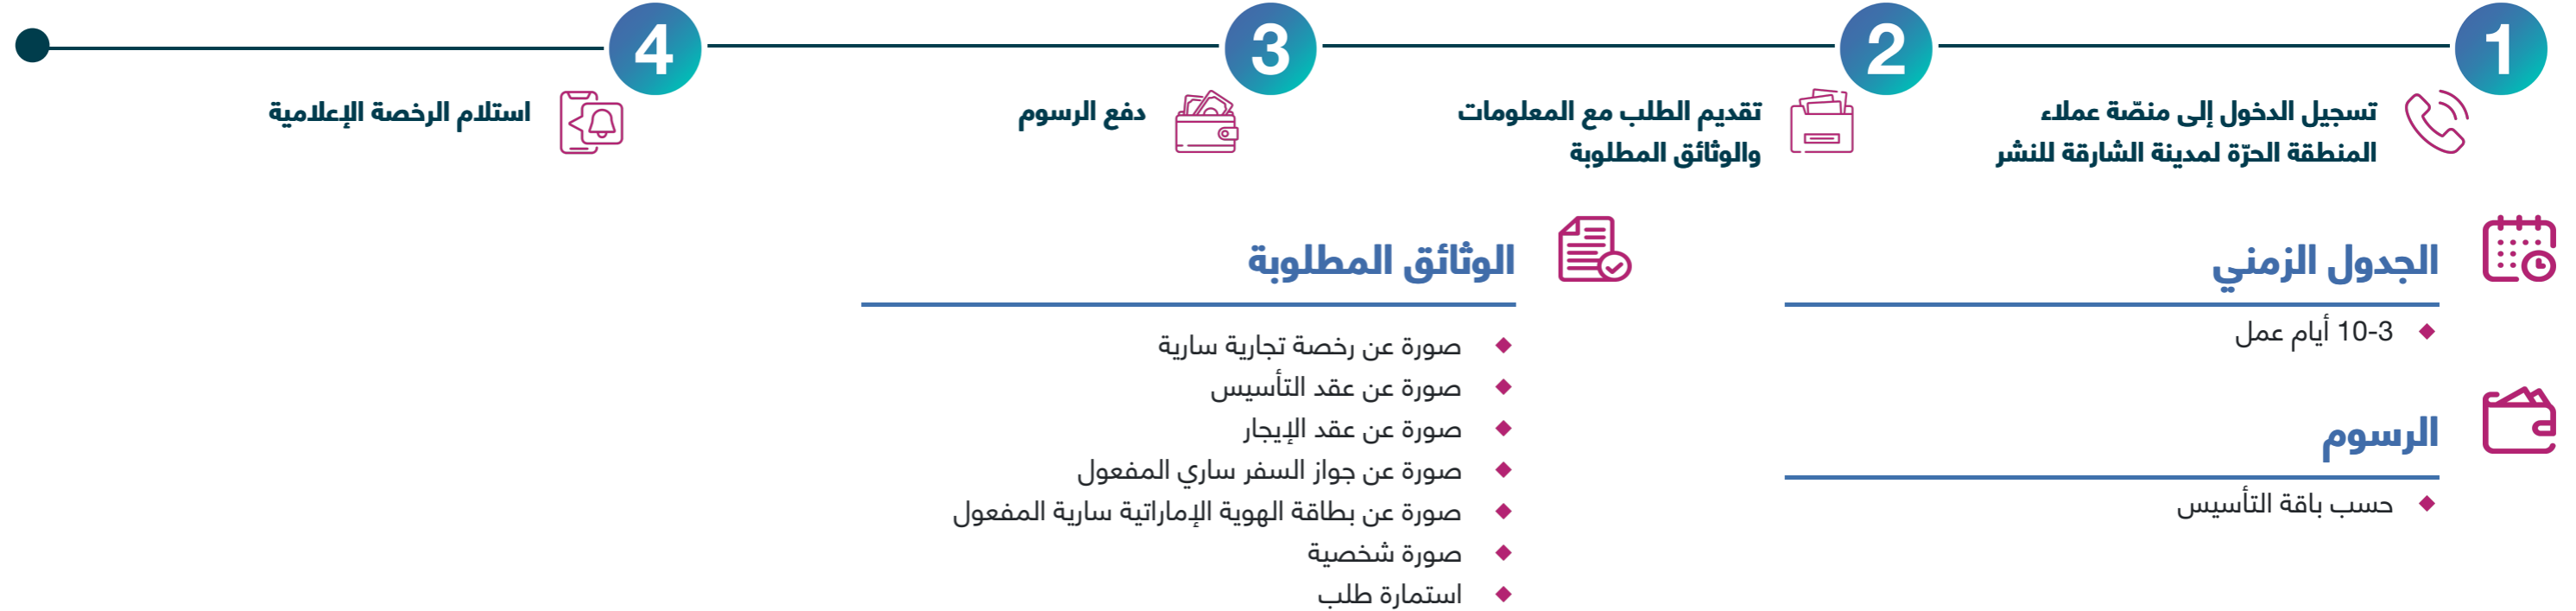 1
تسجيل الدخول إلى منصّة عملاء
المنطقة الحرّة لمدينة الشارقة للنشر
2
تقديم الطلب مع المعلومات
والوثائق المطلوبة
3
دفع الرسوم
4
استلام الرخصة الإعلامية
الجدول الزمني
10-3 أيام عمل
الرسوم
حسب باقة التأسيس
الوثائق المطلوبة
صورة عن رخصة تجارية سارية
صورة عن عقد التأسيس
صورة عن عقد الإيجار
صورة عن جواز السفر ساري المفعول
صورة عن بطاقة الهوية الإماراتية سارية المفعول
صورة شخصية
استمارة طلب